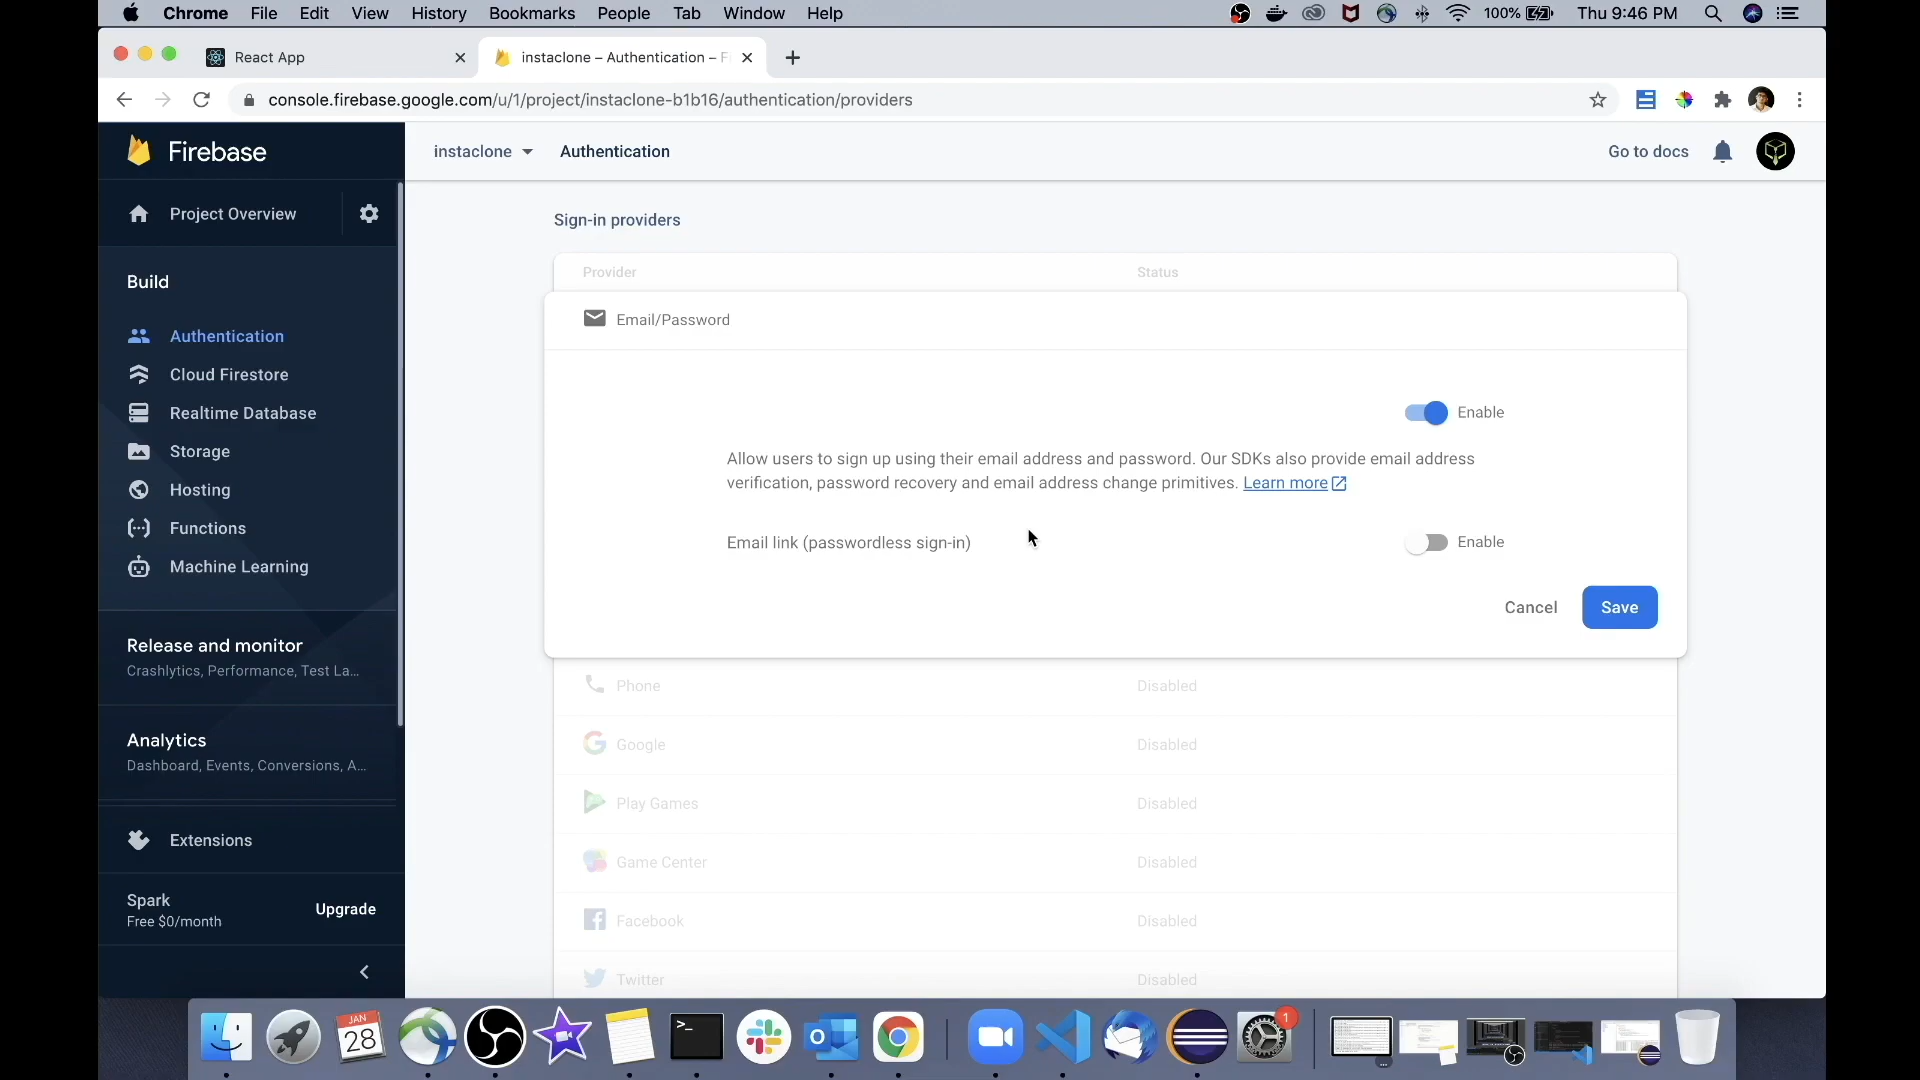 Chrome File Edit View History Bookmarks People Tab Window Help 100% Thu 9:46 PM
React App
instaclone – Authentication – F
console.firebase.google.com/u/1/project/instaclone-b1b16/authentication/providers
Firebase
instaclone
Authentication
Go to docs
Project Overview
Build
Authentication
Cloud Firestore
Realtime Database
Storage
Hosting
Functions
Machine Learning
Release and monitor
Crashlytics, Performance, Test La...
Analytics
Dashboard, Events, Conversions, A...
Extensions
Spark
Free $0/month
Upgrade
Sign-in providers
Provider Status
Email/Password
Enable
Allow users to sign up using their email address and password. Our SDKs also provide email address
verification, password recovery and email address change primitives. Learn more
Email link (passwordless sign-in) Enable
Cancel Save
Phone Disabled
Google Disabled
Play Games Disabled
Game Center Disabled
Facebook Disabled
Twitter Disabled
JAN
28
>_
1